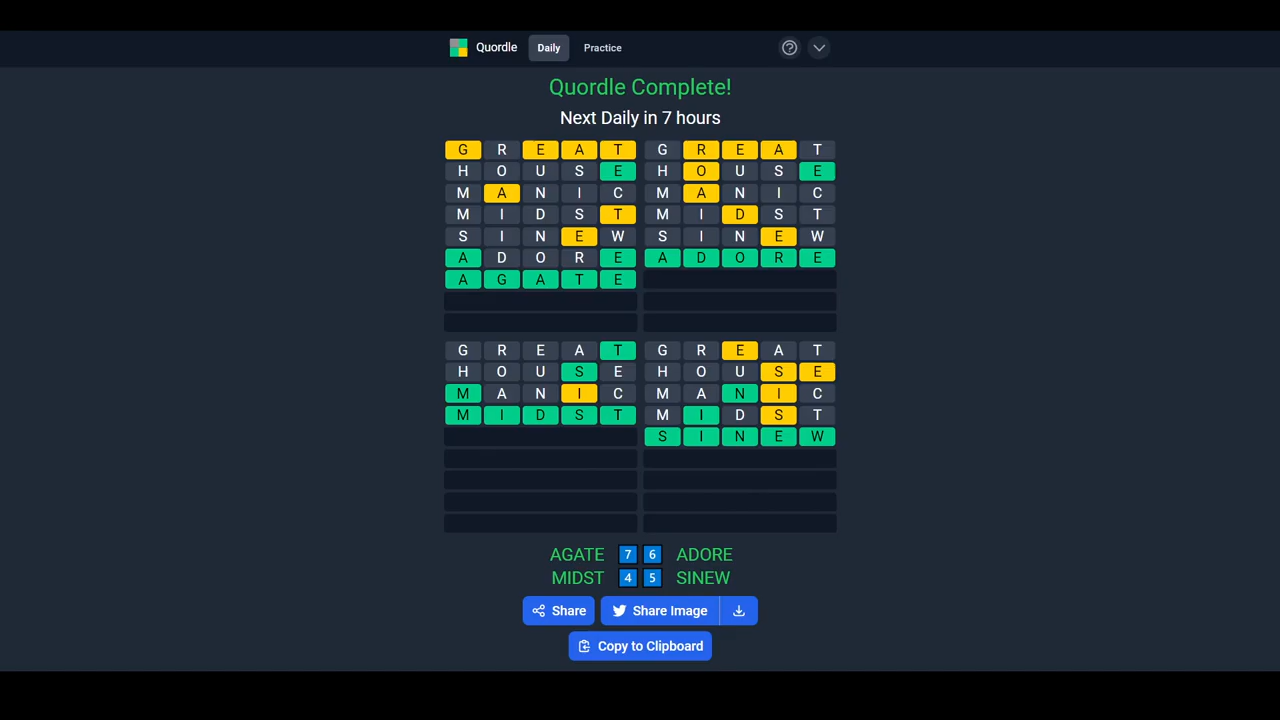 Quordle Daily Practice
Quordle Complete!
Next Daily in 7 hours
G R E A T G R E A T
H O U S E H O U S E
M A N I C M A N I C
M I D S T M I D S T
S I N E W S I N E W
A D O R E A D O R E
A G A T E
G R E A T G R E A T
H O U S E H O U S E
M A N I C M A N I C
M I D S T M I D S T
S I N E W
AGATE 7 6 ADORE
MIDST 4 5 SINEW
Share Share Image
Copy to Clipboard